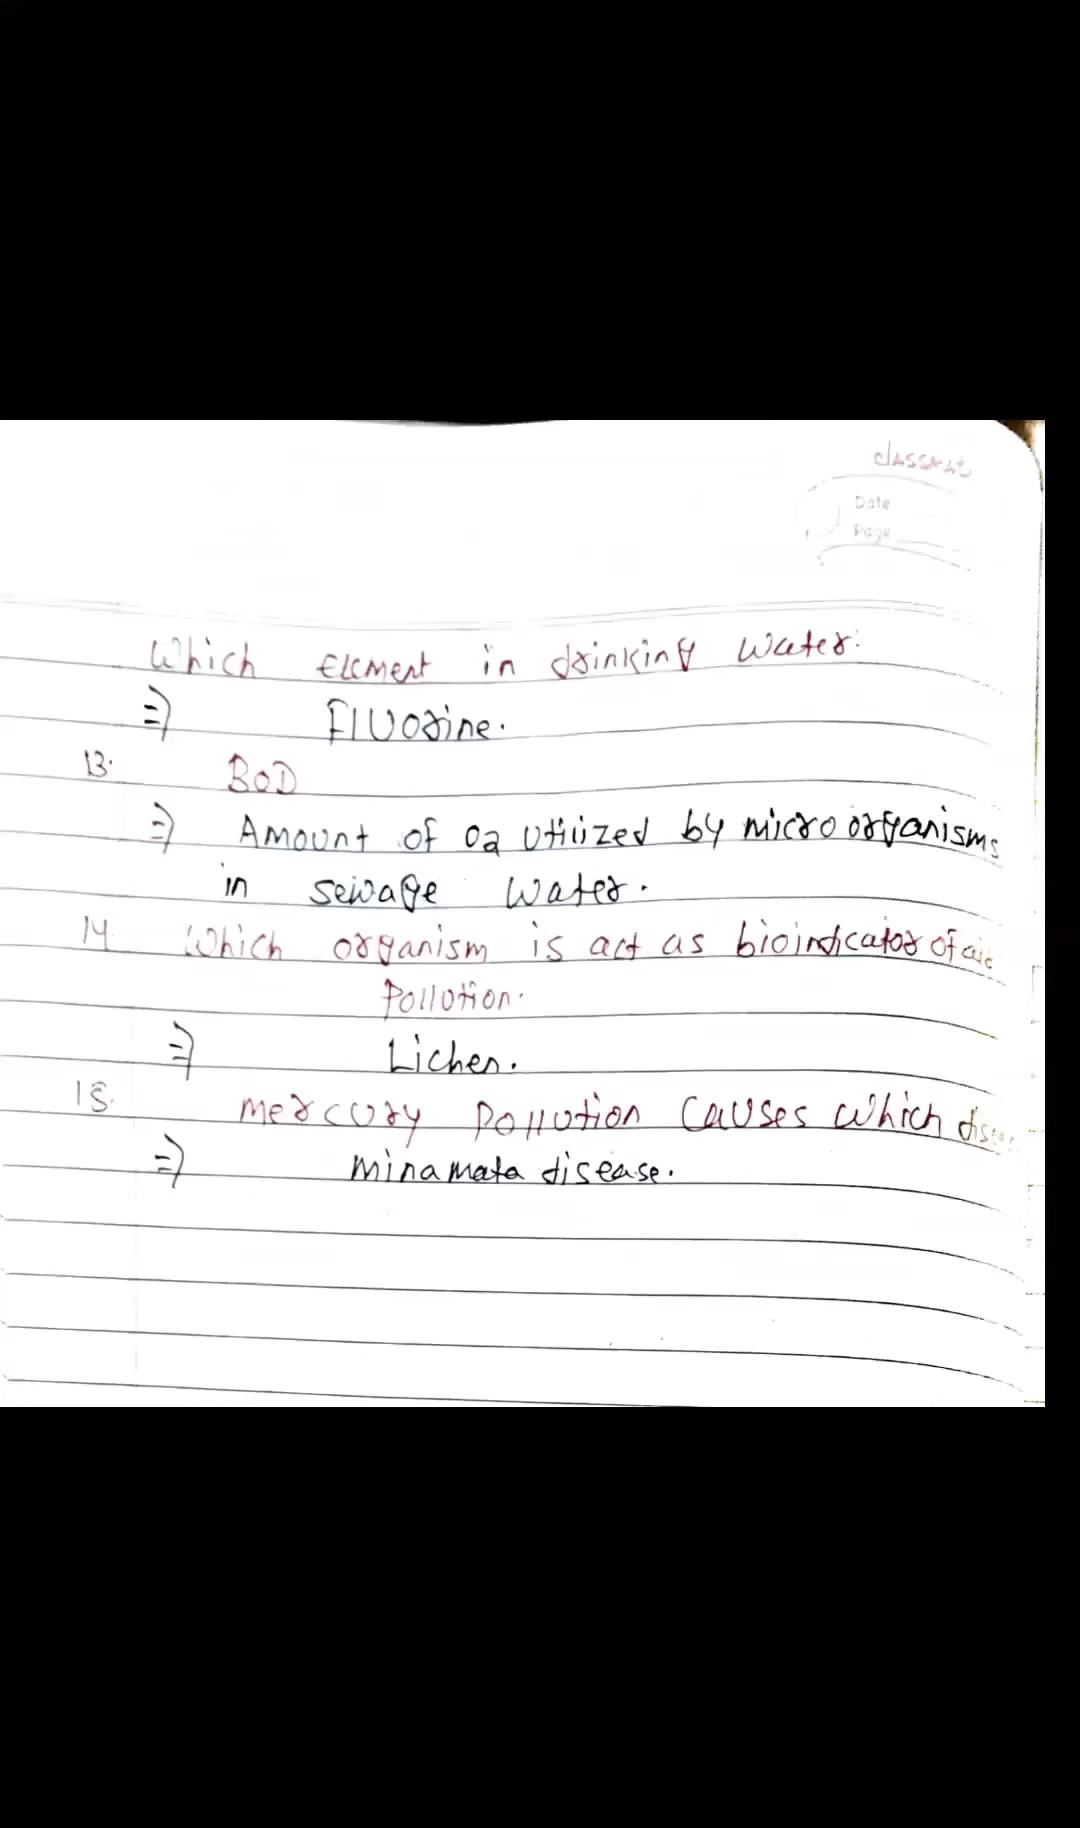 classmate
Date
Page
Which Element in drinking water.
=) Fluorine.
13. BOD
=) Amount of O2 utilized by micro organisms
in sewage water.
14. Which organism is act as bioindicator of air
Pollution.
=) Lichen.
15. mercury Pollution causes which
=) minamata disease.